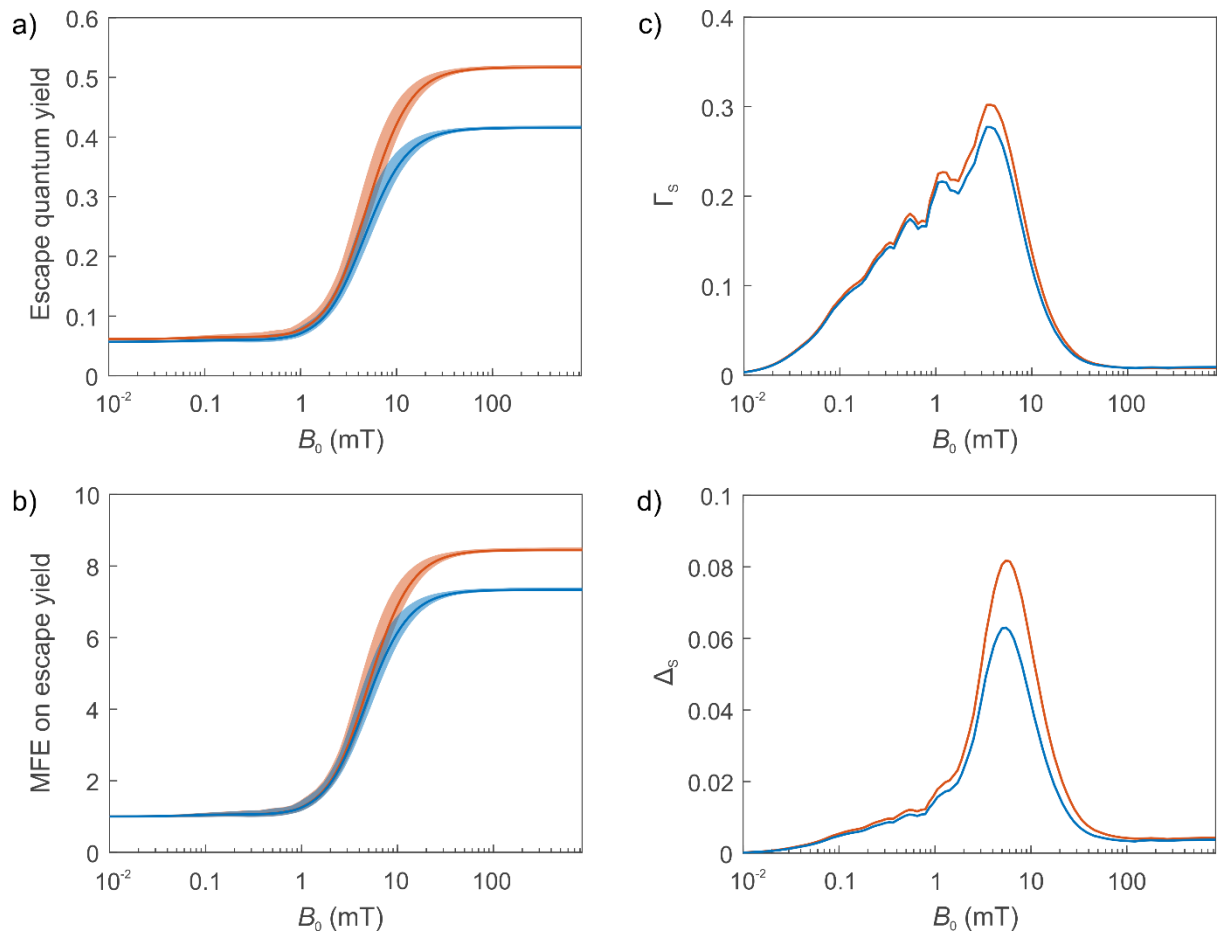 a)
Escape quantum yield
0.6
0.5
0.4
0.3
0.2
0.1
0
10⁻² 0.1 1 10 100
B₀ (mT)
b)
MFE on escape yield
10
8
6
4
2
0
10⁻² 0.1 1 10 100
B₀ (mT)
c)
Γₛ
0.4
0.3
0.2
0.1
0
10⁻² 0.1 1 10 100
B₀ (mT)
d)
Δₛ
0.1
0.08
0.06
0.04
0.02
0
10⁻² 0.1 1 10 100
B₀ (mT)